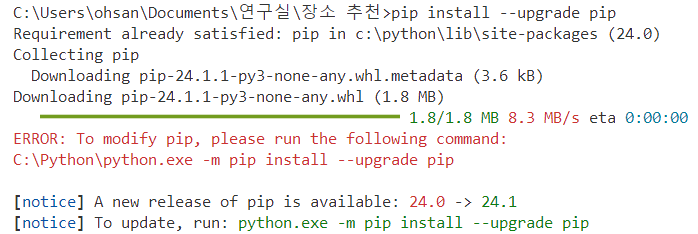 C:\Users\ohsan\Documents\연구실\장소 추천>pip install --upgrade pip
Requirement already satisfied: pip in c:\python\lib\site-packages (24.0)
Collecting pip
  Downloading pip-24.1.1-py3-none-any.whl.metadata (3.6 kB)
Downloading pip-24.1.1-py3-none-any.whl (1.8 MB)
1.8/1.8 MB 8.3 MB/s eta 0:00:00
ERROR: To modify pip, please run the following command:
C:\Python\python.exe -m pip install --upgrade pip
[notice] A new release of pip is available: 24.0 -> 24.1
[notice] To update, run: python.exe -m pip install --upgrade pip